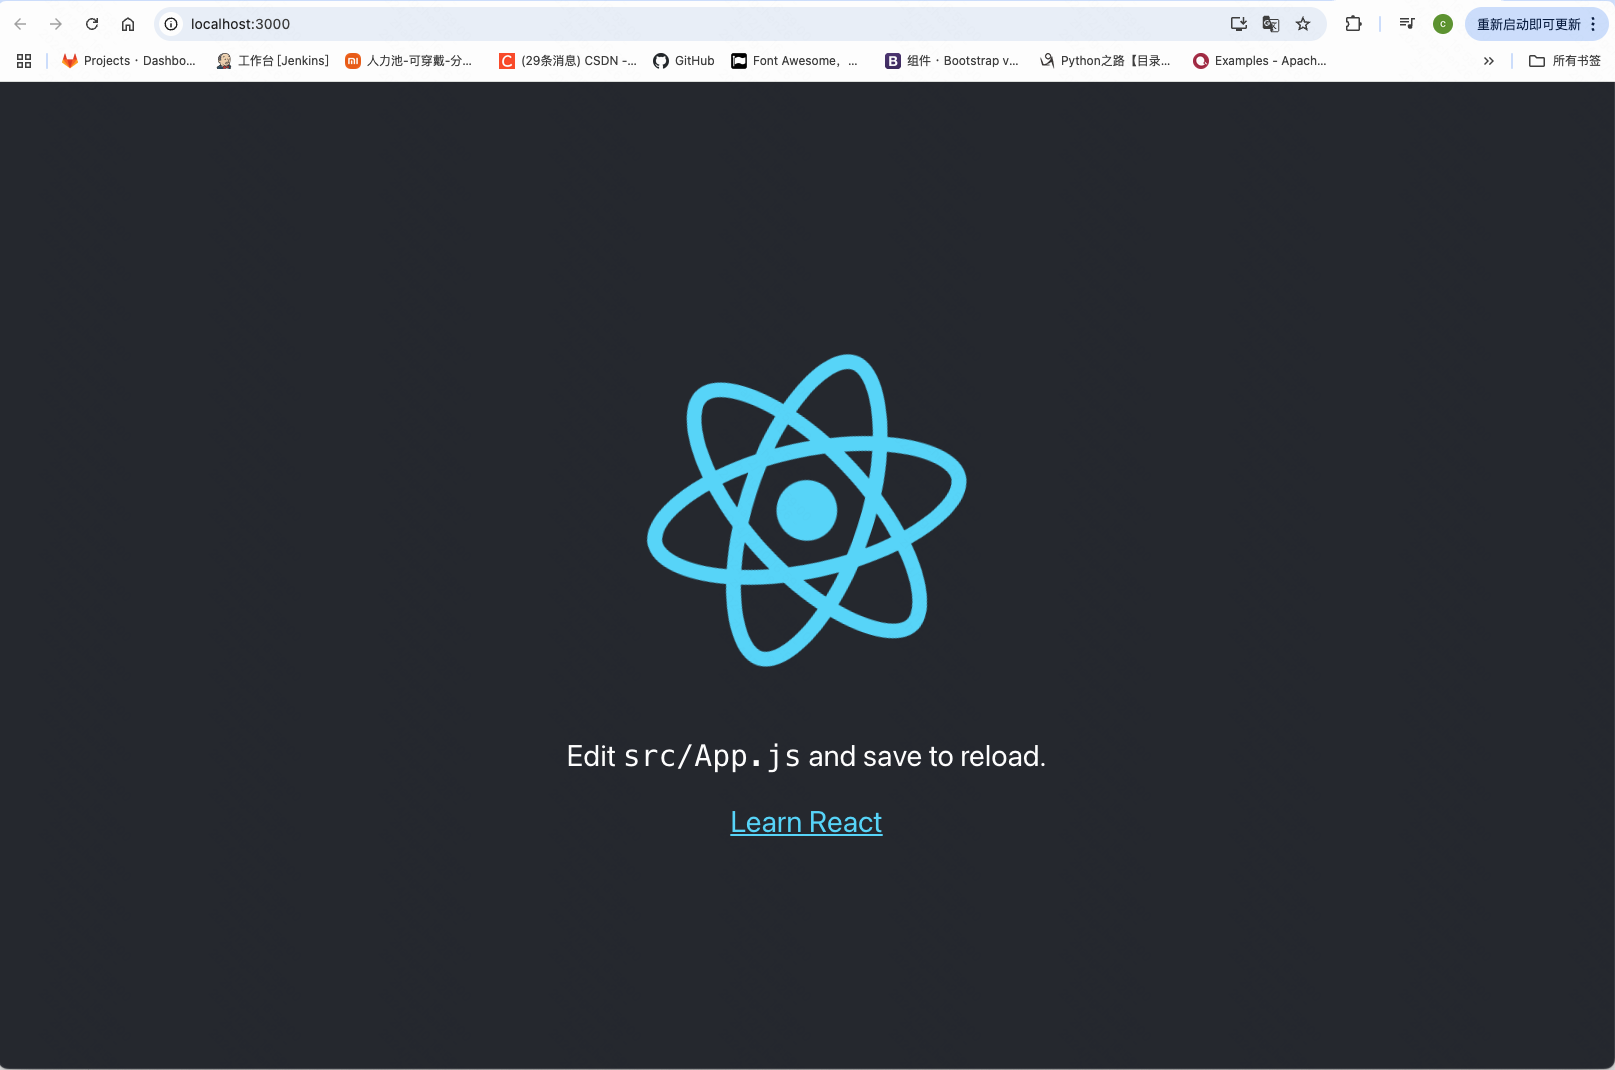 localhost:3000
重新启动即可更新
Projects · Dashbo...
工作台 [Jenkins]
人力池-可穿戴-分...
(29条消息) CSDN -...
GitHub
Font Awesome, ...
组件 · Bootstrap v...
Python之路【目录...
Examples - Apach...
所有书签
Edit src/App.js and save to reload.
Learn React